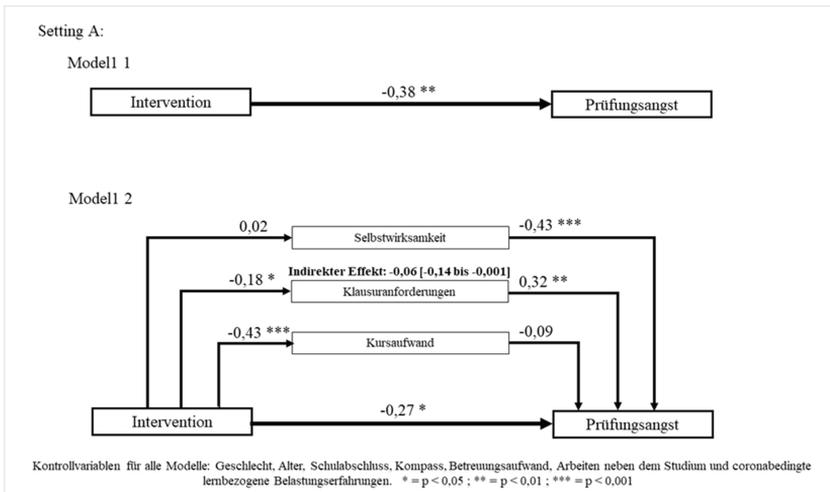 Setting A:
Model1 1
-0,38 **
Intervention
Prüfungsangst
Model1 2
0,02
-0,43 ***
Selbstwirksamkeit
Indirekter Effekt: -0,06 [-0,14 bis -0,001]
-0,18 *
0,32 **
Klausuranforderungen
-0,43 ***
-0,09
Kursaufwand
-0,27 *
Intervention
Prüfungsangst
Kontrollvariablen für alle Modelle: Geschlecht, Alter, Schulabschluss, Kompass, Betreuungsaufwand, Arbeiten neben dem Studium und coronabedingte
lernbezogene Belastungserfahrungen. * = p < 0,05 ; ** = p < 0,01 ; *** = p < 0,001